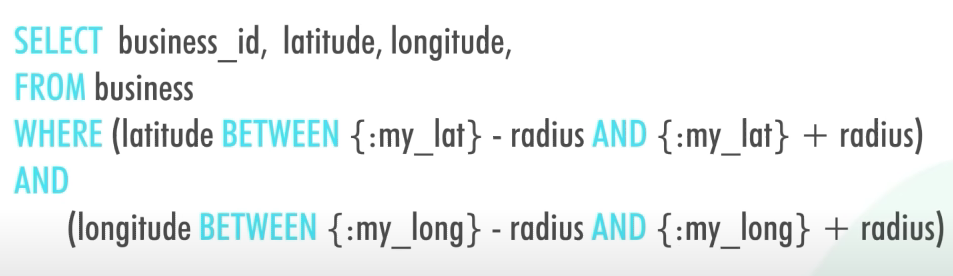 SELECT business_id, latitude, longitude,
FROM business
WHERE (latitude BETWEEN {:my_lat} - radius AND {:my_lat} + radius)
AND
(longitude BETWEEN {:my_long} - radius AND {:my_long} + radius)